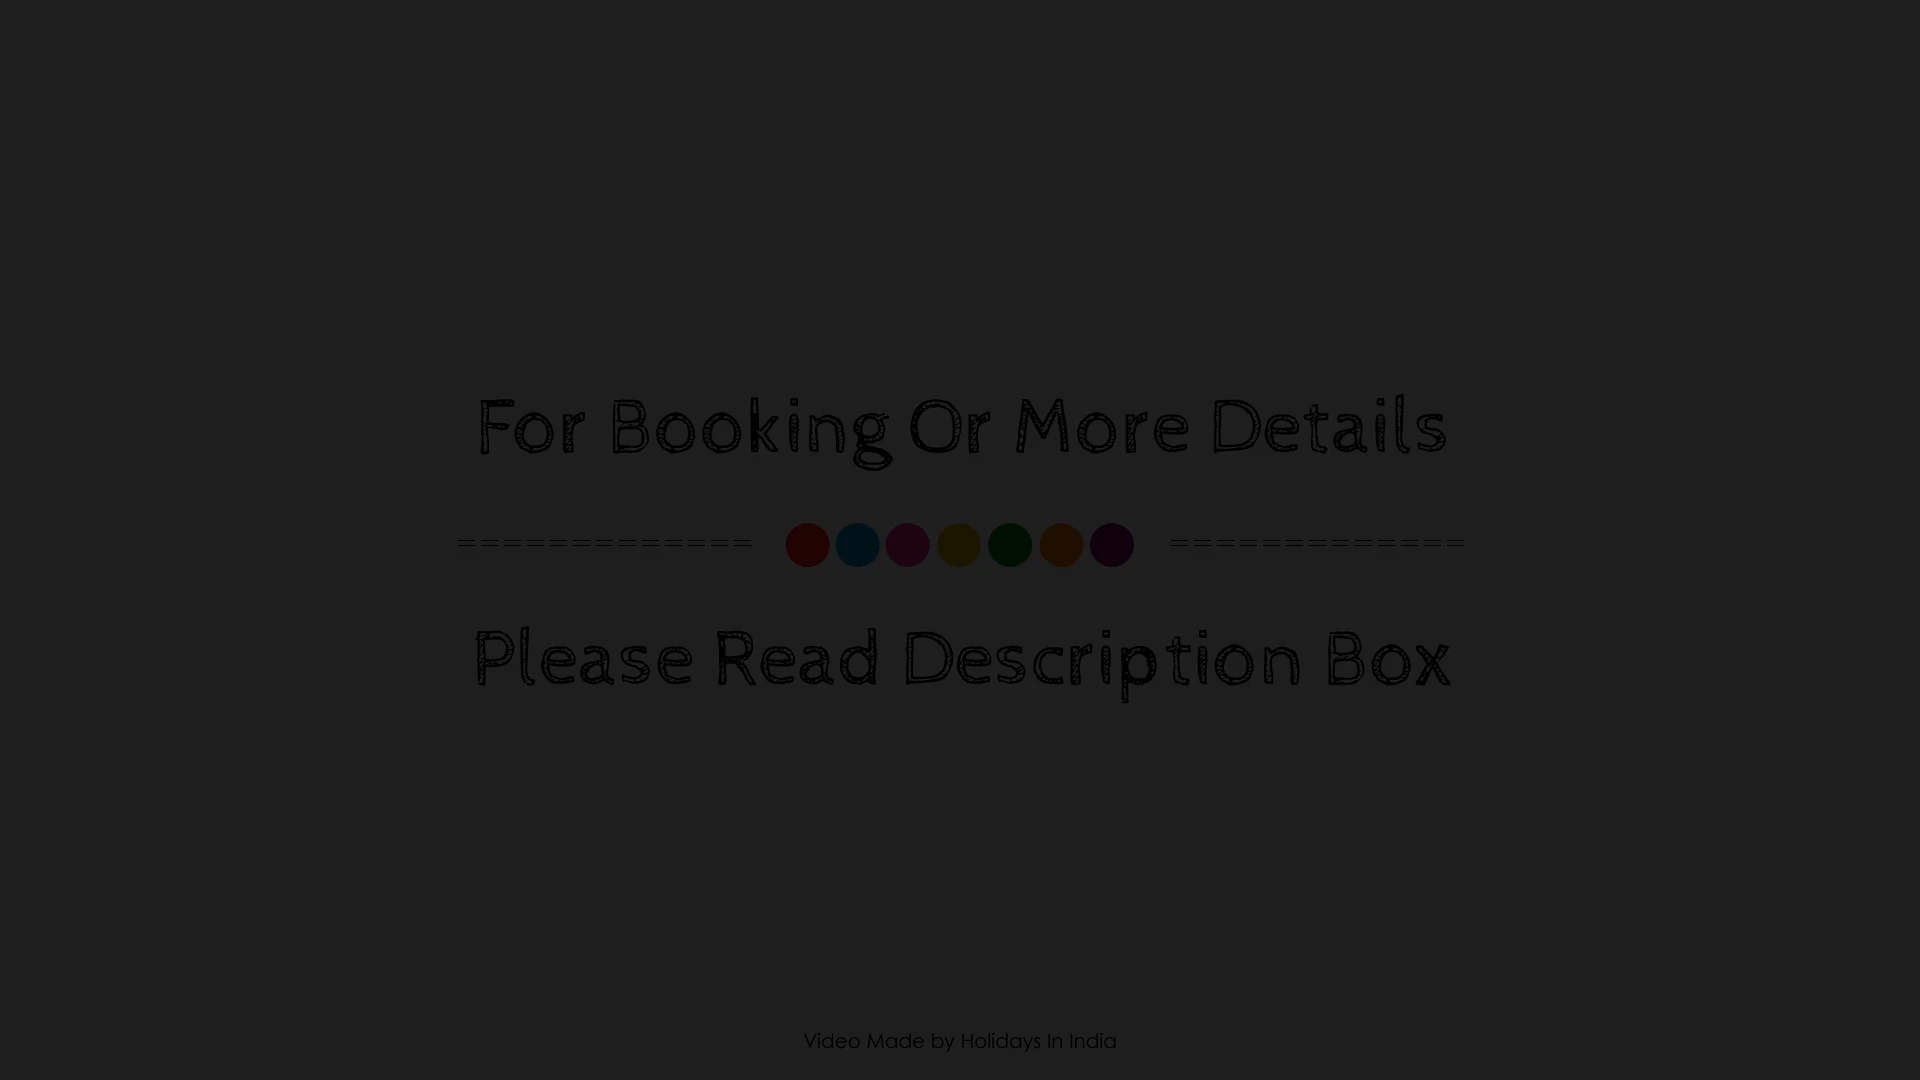 For Booking Or More Details
============= =============
Please Read Description Box
Video Made by Holidays In India